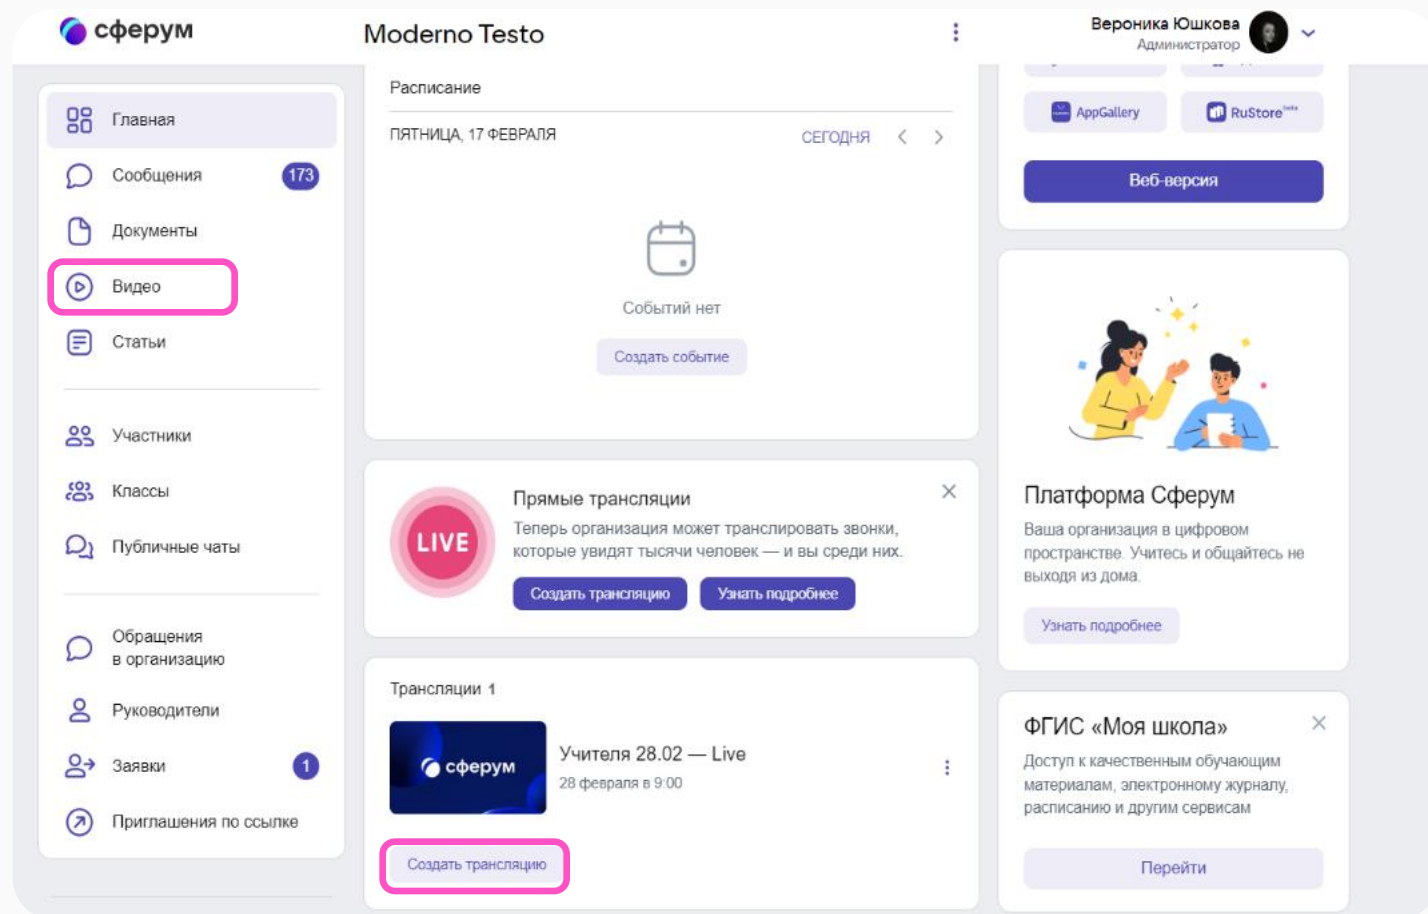 сферум
Moderno Testo
Вероника Юшкова
Администратор
Главная
Сообщения
173
Документы
Видео
Статьи
Участники
Классы
Публичные чаты
Обращения
в организацию
Руководители
Заявки
1
Приглашения по ссылке
Расписание
ПЯТНИЦА, 17 ФЕВРАЛЯ
СЕГОДНЯ
Событий нет
Создать событие
LIVE
Прямые трансляции
Теперь организация может транслировать звонки,
которые увидят тысячи человек — и вы среди них.
Создать трансляцию
Узнать подробнее
Трансляции 1
сферум
Учителя 28.02 — Live
28 февраля в 9:00
Создать трансляцию
AppGallery
RuStore beta
Веб-версия
Платформа Сферум
Ваша организация в цифровом
пространстве. Учитесь и общайтесь не
выходя из дома.
Узнать подробнее
ФГИС «Моя школа»
Доступ к качественным обучающим
материалам, электронному журналу,
расписанию и другим сервисам
Перейти